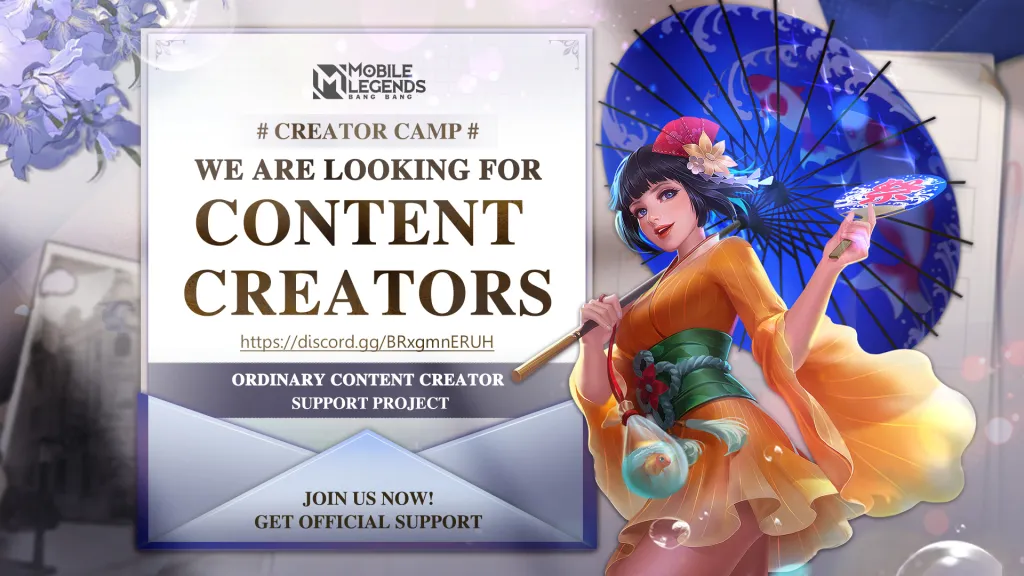 MOBILE
LEGENDS
BANG BANG
# CREATOR CAMP #
WE ARE LOOKING FOR
CONTENT
CREATORS
https://discord.gg/BRxgmnERUH
ORDINARY CONTENT CREATOR
SUPPORT PROJECT
JOIN US NOW!
GET OFFICIAL SUPPORT